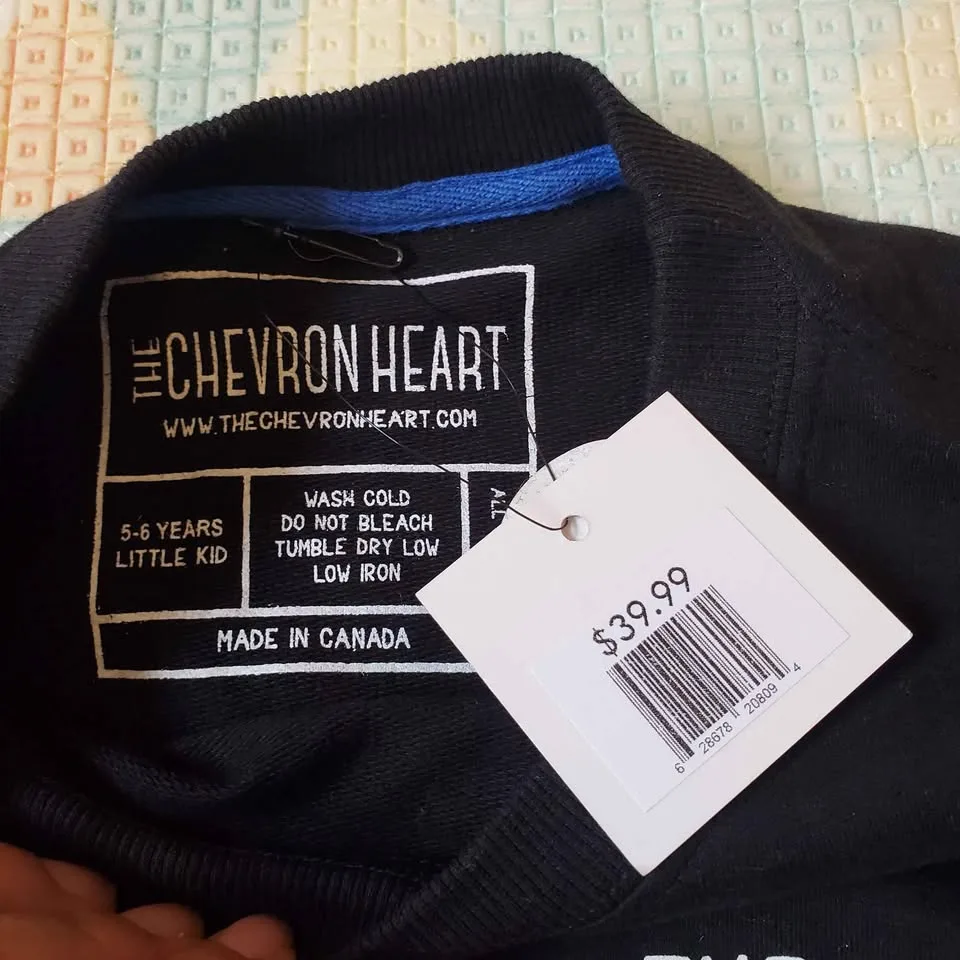 THE CHEVRON HEART
WWW.THECHEVRONHEART.COM
5-6 YEARS
LITTLE KID
WASH COLD
DO NOT BLEACH
TUMBLE DRY LOW
LOW IRON
ALL
MADE IN CANADA
$39.99
6 28678 20809 4